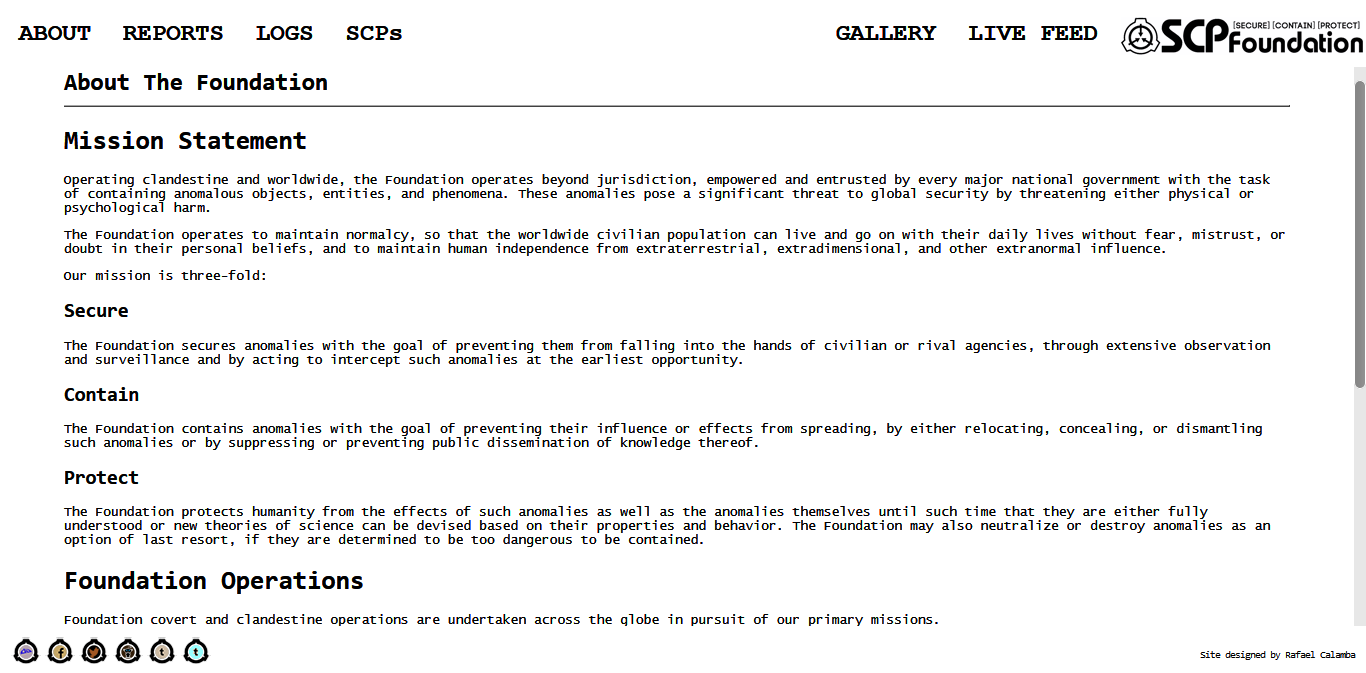 ABOUT REPORTS LOGS SCPs GALLERY LIVE FEED
[SECURE] [CONTAIN] [PROTECT]
SCP Foundation
About The Foundation
Mission Statement
Operating clandestine and worldwide, the Foundation operates beyond jurisdiction, empowered and entrusted by every major national government with the task
of containing anomalous objects, entities, and phenomena. These anomalies pose a significant threat to global security by threatening either physical or
psychological harm.
The Foundation operates to maintain normalcy, so that the worldwide civilian population can live and go on with their daily lives without fear, mistrust, or
doubt in their personal beliefs, and to maintain human independence from extraterrestrial, extradimensional, and other extranormal influence.
Our mission is three-fold:
Secure
The Foundation secures anomalies with the goal of preventing them from falling into the hands of civilian or rival agencies, through extensive observation
and surveillance and by acting to intercept such anomalies at the earliest opportunity.
Contain
The Foundation contains anomalies with the goal of preventing their influence or effects from spreading, by either relocating, concealing, or dismantling
such anomalies or by suppressing or preventing public dissemination of knowledge thereof.
Protect
The Foundation protects humanity from the effects of such anomalies as well as the anomalies themselves until such time that they are either fully
understood or new theories of science can be devised based on their properties and behavior. The Foundation may also neutralize or destroy anomalies as an
option of last resort, if they are determined to be too dangerous to be contained.
Foundation Operations
Foundation covert and clandestine operations are undertaken across the globe in pursuit of our primary missions.
f t t
Site designed by Rafael Calamba